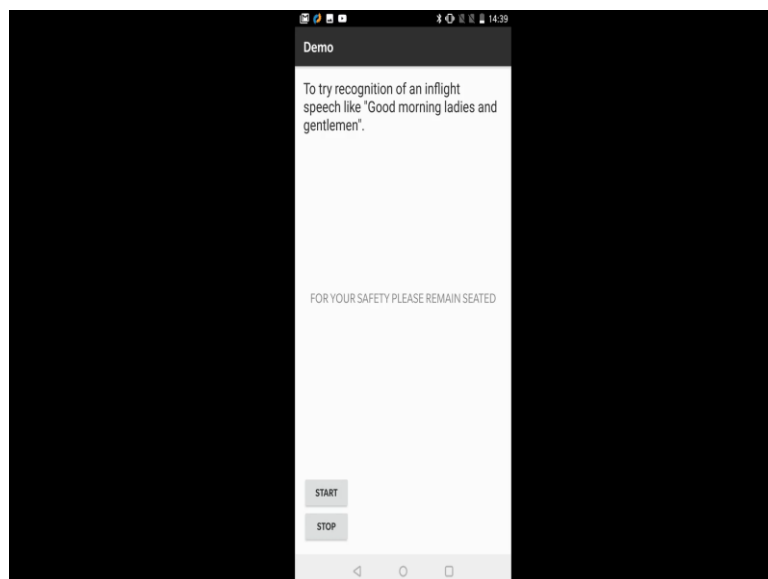 14:39
Demo
To try recognition of an inflight
speech like "Good morning ladies and
gentlemen".
FOR YOUR SAFETY PLEASE REMAIN SEATED
START
STOP